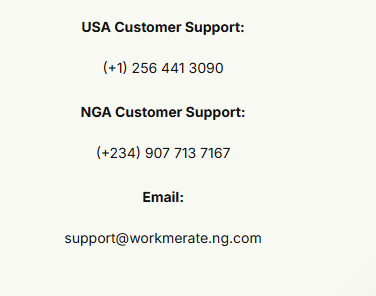 USA Customer Support:
(+1) 256 441 3090
NGA Customer Support:
(+234) 907 713 7167
Email:
support@workmerate.ng.com